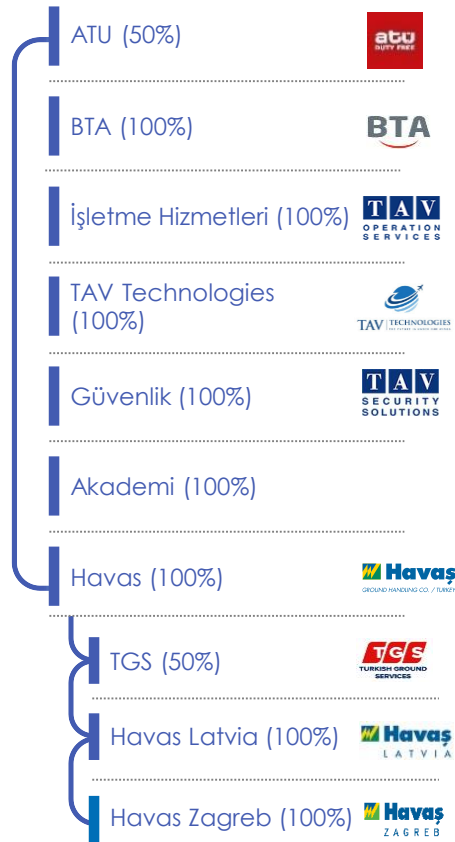 ATU (50%)
atü
DUTY FREE
BTA (100%)
BTA
İşletme Hizmetleri (100%)
TAV
OPERATION
SERVICES
TAV Technologies
(100%)
TAV TECHNOLOGIES
Güvenlik (100%)
TAV
SECURITY
SOLUTIONS
Akademi (100%)
Havas (100%)
Havaş
GROUND HANDLING CO. / TURKEY
TGS (50%)
TGS
TURKISH GROUND
SERVICES
Havas Latvia (100%)
Havaş
LATVIA
Havas Zagreb (100%)
Havaş
ZAGREB